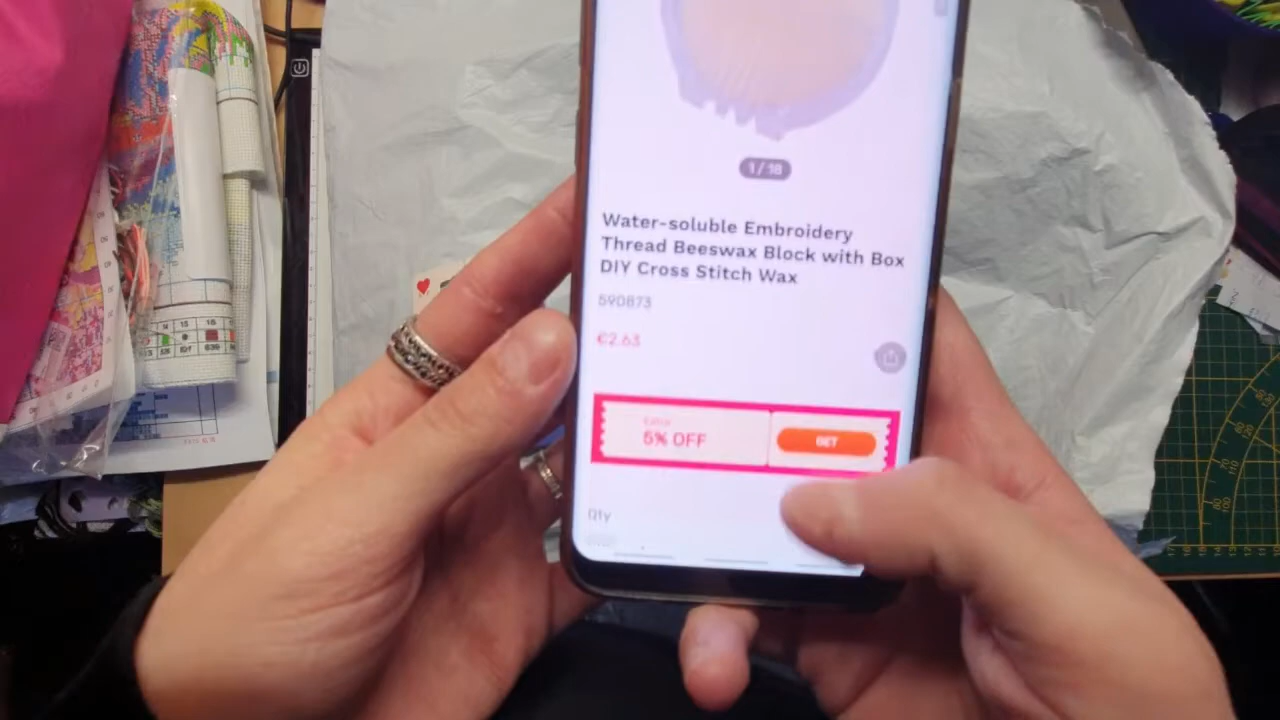 1/18
Water-soluble Embroidery
Thread Beeswax Block with Box
DIY Cross Stitch Wax
590873
€2.63
Extra
5% OFF
GET
Qty